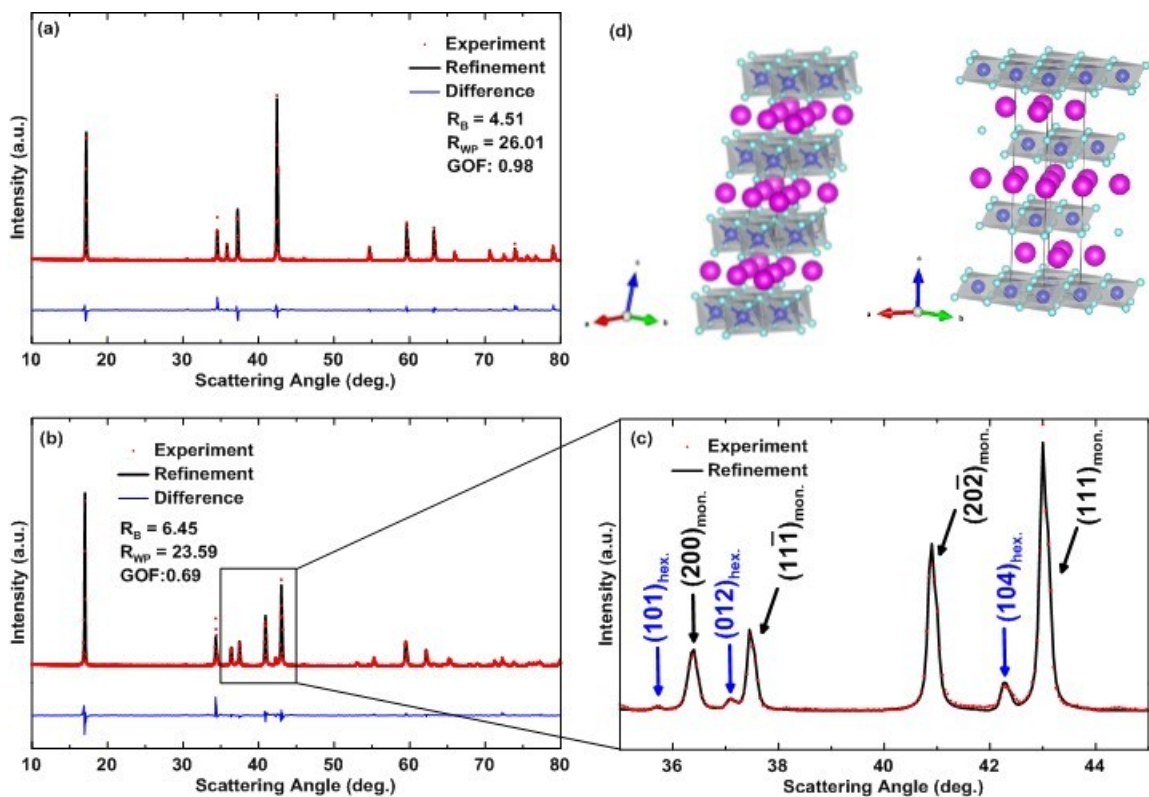 (a)
Experiment
Refinement
Difference
R_B = 4.51
R_WP = 26.01
GOF: 0.98
Intensity (a.u.)
10 20 30 40 50 60 70 80
Scattering Angle (deg.)
(d)
c
a
b
c
a
b
(b)
Experiment
Refinement
Difference
R_B = 6.45
R_WP = 23.59
GOF:0.69
Intensity (a.u.)
10 20 30 40 50 60 70 80
Scattering Angle (deg.)
(c)
Experiment
Refinement
(101)hex.
(200)mon.
(012)hex.
(11̅1)mon.
(202̅)mon.
(104)hex.
(111)mon.
Intensity (a.u.)
36 38 40 42 44
Scattering Angle (deg.)